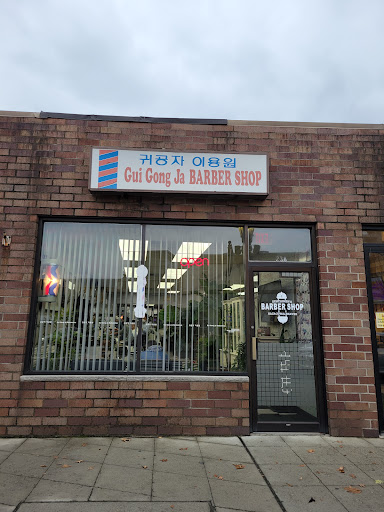 귀공자 이용원
Gui Gong Ja BARBER SHOP
open
BARBER SHOP